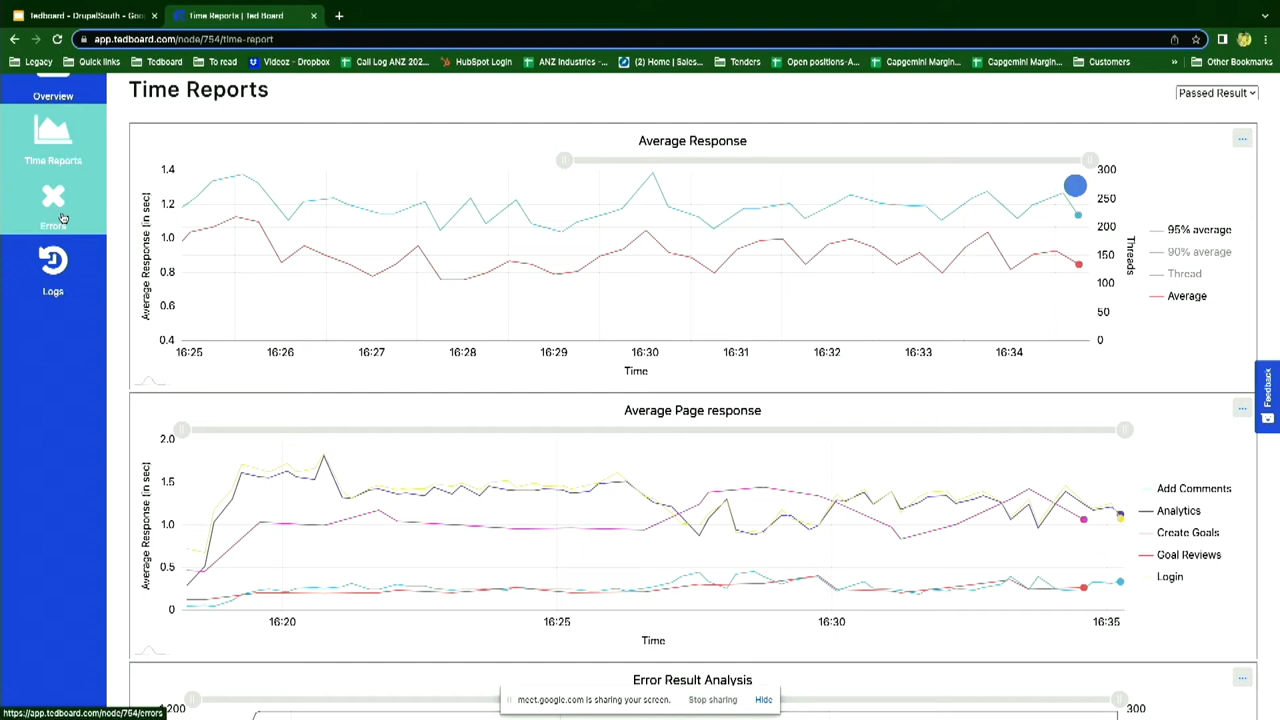 Tedboard - DrupalSouth - Goo
Time Reports | Ted Board
app.tedboard.com/node/754/time-report
Legacy
Quick links
Tedboard
To read
Videoz - Dropbox
Call Log ANZ 202...
HubSpot Login
ANZ Industries -...
(2) Home | Sales...
Tenders
Open positions-A...
Capgemini Margin...
Capgemini Margin...
Customers
»
Other Bookmarks
Overview
Time Reports
Errors
Logs
Time Reports
Passed Result
Average Response
...
1.4
1.2
1.0
0.8
0.6
0.4
Average Response (in sec)
300
250
200
150
100
50
0
Threads
16:25
16:26
16:27
16:28
16:29
16:30
16:31
16:32
16:33
16:34
Time
95% average
90% average
Thread
Average
Feedback
Average Page response
...
2.0
1.5
1.0
0.5
0
Average Response (in sec)
16:20
16:25
16:30
16:35
Time
Add Comments
Analytics
Create Goals
Goal Reviews
Login
Error Result Analysis
...
1,200
300
meet.google.com is sharing your screen.
Stop sharing
Hide
https://app.tedboard.com/node/754/errors